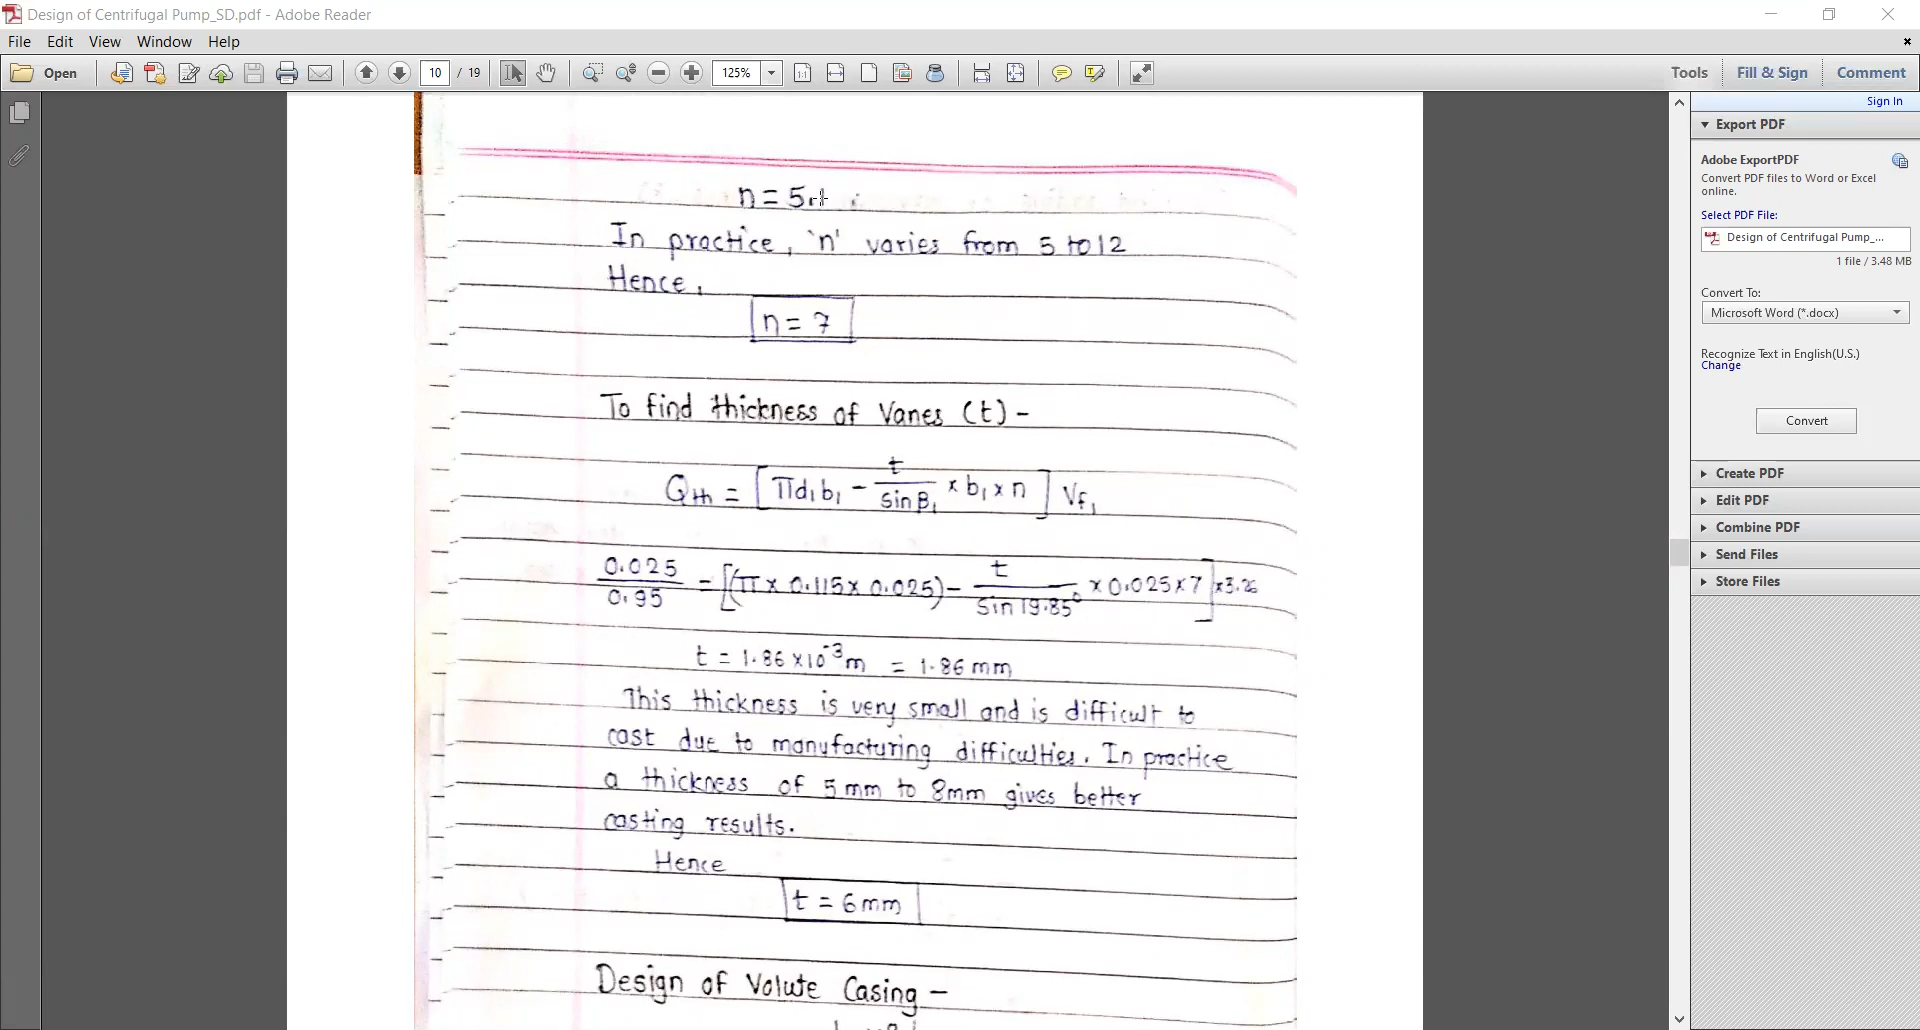 Design of Centrifugal Pump_SD.pdf - Adobe Reader
File Edit View Window Help
Open 10 / 19 125% Tools Fill & Sign Comment
Sign In
Export PDF
Adobe ExportPDF
Convert PDF files to Word or Excel
online.
Select PDF File:
Design of Centrifugal Pump_...
1 file / 3.48 MB
Convert To:
Microsoft Word (*.docx)
Recognize Text in English(U.S.)
Change
Convert
Create PDF
Edit PDF
Combine PDF
Send Files
Store Files
In practice, 'n' varies from 5 to 12
Hence,
n = 7
To find thickness of Vanes (t) -
Qth = [πd₁b₁ - t/sin β₁ × b₁ × n] Vf₁
0.025/0.95 = [(π × 0.115 × 0.025) - t/sin 19.85° × 0.025 × 7] × 3.26
t = 1.86 × 10⁻³ m = 1.86 mm
This thickness is very small and is difficult to
cast due to manufacturing difficulties. In practice
a thickness of 5 mm to 8mm gives better
casting results.
Hence
t = 6mm
Design of Volute Casing -